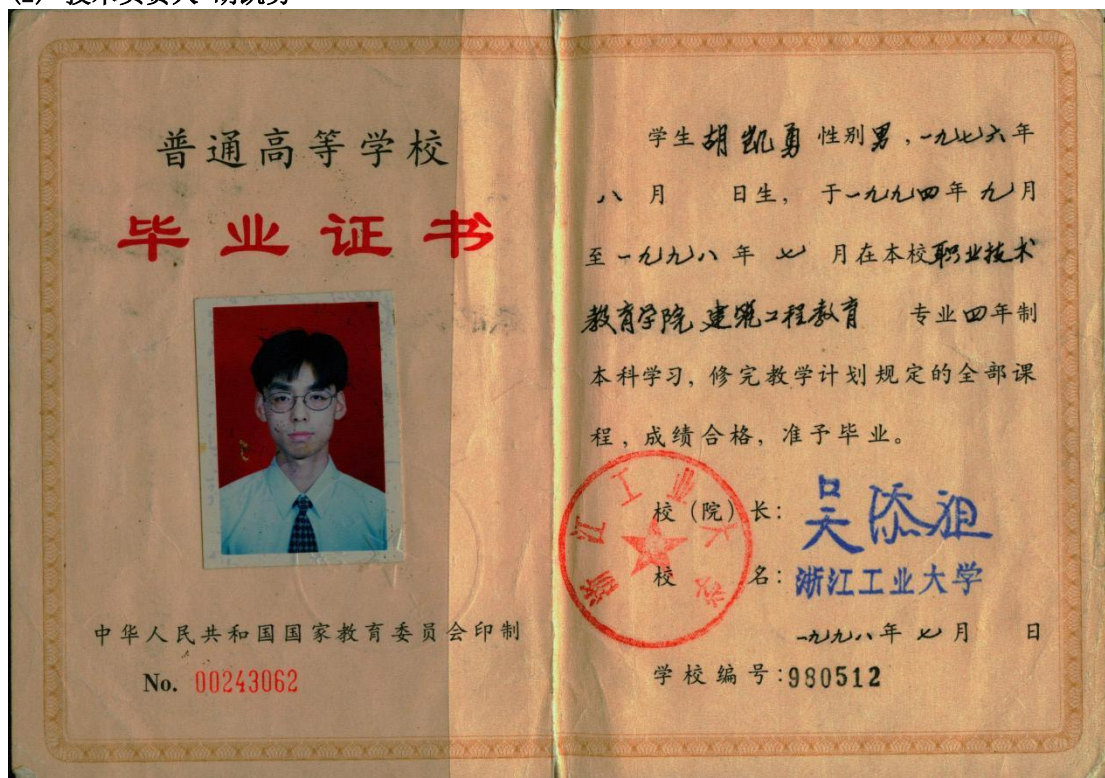 普通高等学校
毕业证书
中华人民共和国国家教育委员会印制
No. 00243062
学生胡凯勇 性别男，一九七六年
八月 日生，于一九九四年九月
至一九九八年七月在本校职业技术
教育学院建筑工程教育 专业四年制
本科学习，修完教学计划规定的全部课
程，成绩合格，准予毕业。
校（院）长：吴添祖
校 名：浙江工业大学
浙江工业大学
一九九八年七月 日
学校编号：980512